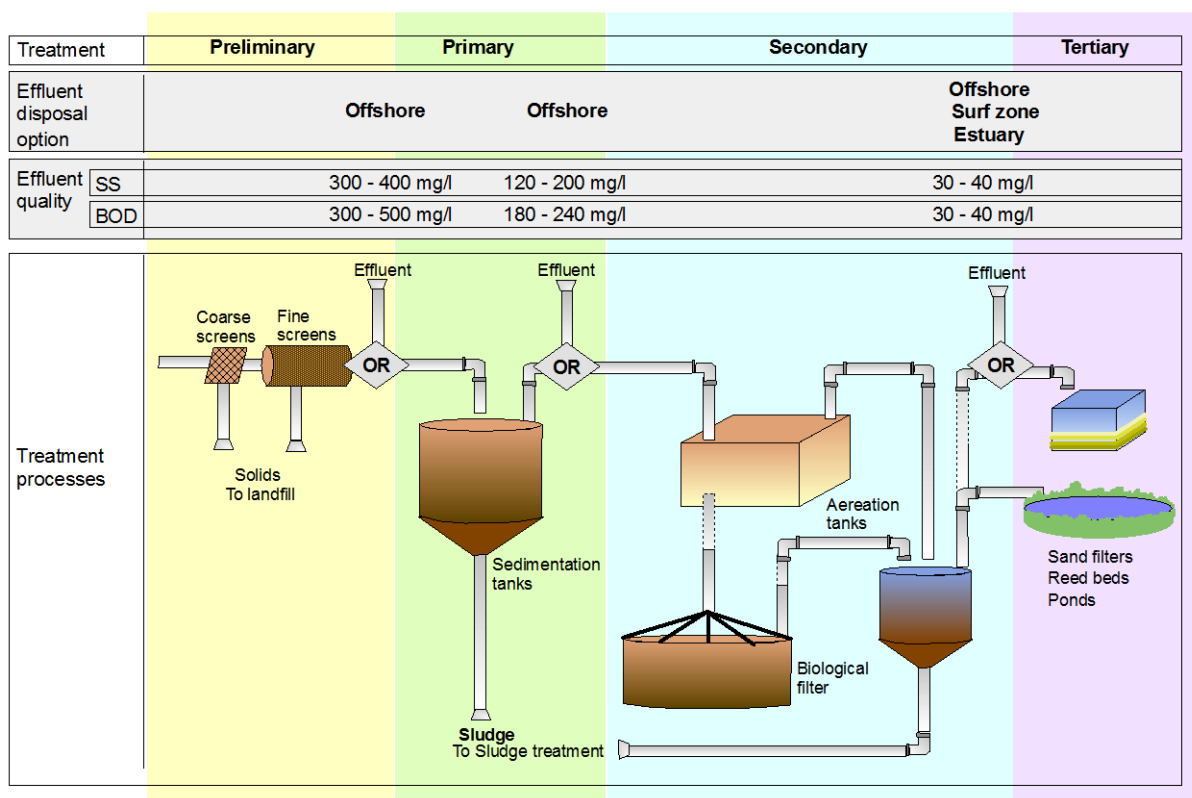 Treatment Preliminary Primary Secondary Tertiary
Effluent
disposal
option
Offshore Offshore
Offshore
Surf zone
Estuary
Effluent
quality
SS 300 - 400 mg/l 120 - 200 mg/l 30 - 40 mg/l
BOD 300 - 500 mg/l 180 - 240 mg/l 30 - 40 mg/l
Treatment
processes
Effluent Effluent Effluent
Coarse
screens
Fine
screens
OR OR OR
Solids
To landfill
Sedimentation
tanks
Sludge
To Sludge treatment
Aereation
tanks
Biological
filter
Sand filters
Reed beds
Ponds